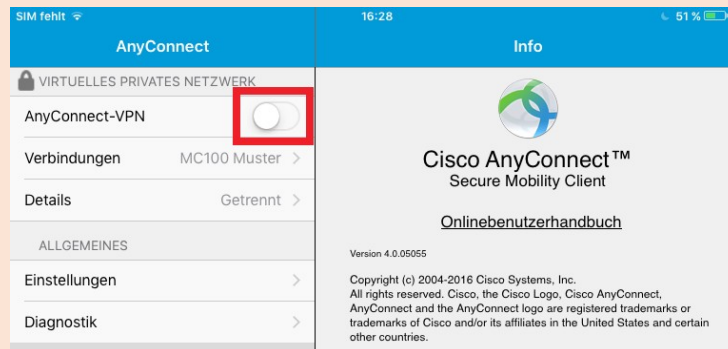 SIM fehlt 16:28 51 %
AnyConnect
Info
VIRTUELLES PRIVATES NETZWERK
AnyConnect-VPN
Verbindungen MC100 Muster
Details Getrennt
ALLGEMEINES
Einstellungen
Diagnostik
Cisco AnyConnect™
Secure Mobility Client
Onlinebenutzerhandbuch
Version 4.0.05055
Copyright (c) 2004-2016 Cisco Systems, Inc.
All rights reserved. Cisco, the Cisco Logo, Cisco AnyConnect,
AnyConnect and the AnyConnect logo are registered trademarks or
trademarks of Cisco and/or its affiliates in the United States and certain
other countries.